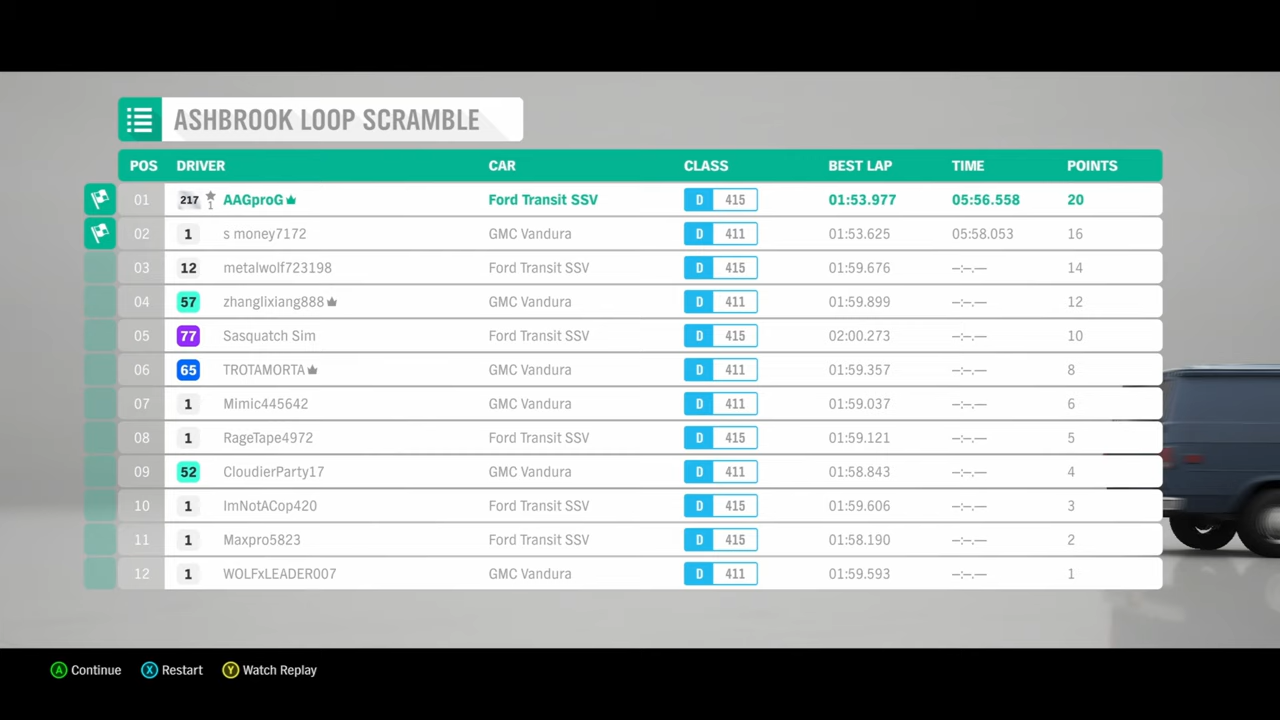 ASHBROOK LOOP SCRAMBLE
POS DRIVER CAR CLASS BEST LAP TIME POINTS
01 217 1 AAGproG Ford Transit SSV D 415 01:53.977 05:56.558 20
02 1 s money7172 GMC Vandura D 411 01:53.625 05:58.053 16
03 12 metalwolf723198 Ford Transit SSV D 415 01:59.676 –:–.–– 14
04 57 zhanglixiang888 GMC Vandura D 411 01:59.899 –:–.–– 12
05 77 Sasquatch Sim Ford Transit SSV D 415 02:00.273 –:–.–– 10
06 65 TROTAMORTA GMC Vandura D 411 01:59.357 –:–.–– 8
07 1 Mimic445642 GMC Vandura D 411 01:59.037 –:–.–– 6
08 1 RageTape4972 Ford Transit SSV D 415 01:59.121 –:–.–– 5
09 52 CloudierParty17 GMC Vandura D 411 01:58.843 –:–.–– 4
10 1 ImNotACop420 Ford Transit SSV D 415 01:59.606 –:–.–– 3
11 1 Maxpro5823 Ford Transit SSV D 415 01:58.190 –:–.–– 2
12 1 WOLFxLEADER007 GMC Vandura D 411 01:59.593 –:–.–– 1
A Continue X Restart Y Watch Replay